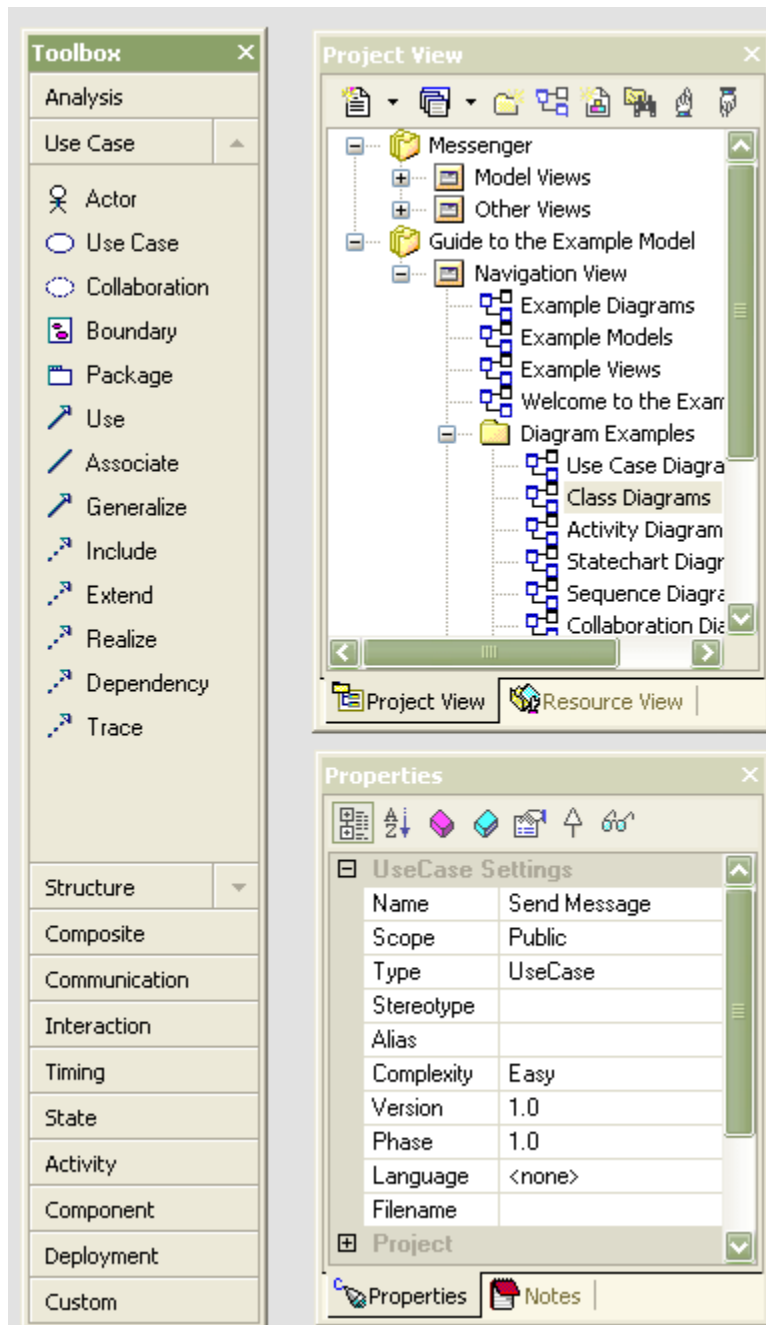 Toolbox
Analysis
Use Case
Actor
Use Case
Collaboration
Boundary
Package
Use
Associate
Generalize
Include
Extend
Realize
Dependency
Trace
Structure
Composite
Communication
Interaction
Timing
State
Activity
Component
Deployment
Custom
Project View
Messenger
Model Views
Other Views
Guide to the Example Model
Navigation View
Example Diagrams
Example Models
Example Views
Welcome to the Exam
Diagram Examples
Use Case Diagra
Class Diagrams
Activity Diagram
Statechart Diagr
Sequence Diagra
Collaboration Dia
Project View Resource View
Properties
UseCase Settings
Name Send Message
Scope Public
Type UseCase
Stereotype
Alias
Complexity Easy
Version 1.0
Phase 1.0
Language <none>
Filename
Project
Properties Notes